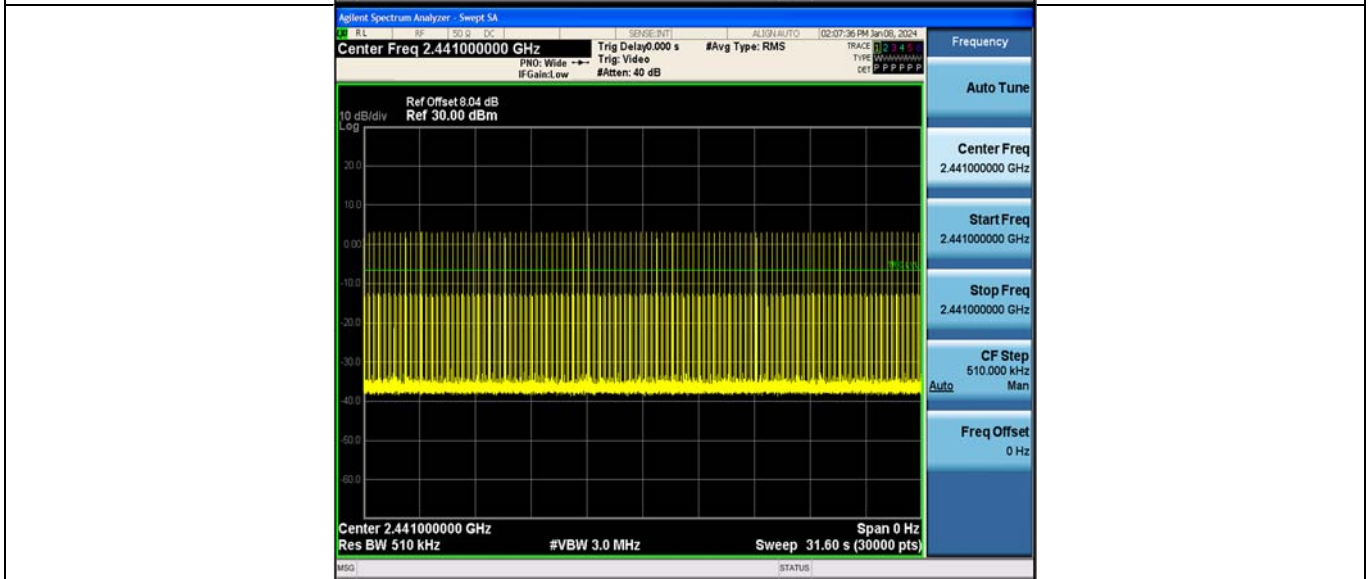 Agilent Spectrum Analyzer - Swept SA
RL RF 50 Ω DC SENSE:INT ALIGN AUTO 02:07:36 PM Jan 08, 2024
Center Freq 2.441000000 GHz
PNO: Wide
IFGain:Low
Trig Delay0.000 s
Trig: Video
#Atten: 40 dB
#Avg Type: RMS
TRACE 1 2 3 4 5 6
TYPE
DET P P P P P P
Frequency
Ref Offset 8.04 dB
10 dB/div Ref 30.00 dBm
Log
20.0
10.0
0.00
-10.0
-20.0
-30.0
-40.0
-50.0
-60.0
Center 2.441000000 GHz Span 0 Hz
Res BW 510 kHz #VBW 3.0 MHz Sweep 31.60 s (30000 pts)
MSG STATUS
Auto Tune
Center Freq
2.441000000 GHz
Start Freq
2.441000000 GHz
Stop Freq
2.441000000 GHz
CF Step
510.000 kHz
Auto Man
Freq Offset
0 Hz